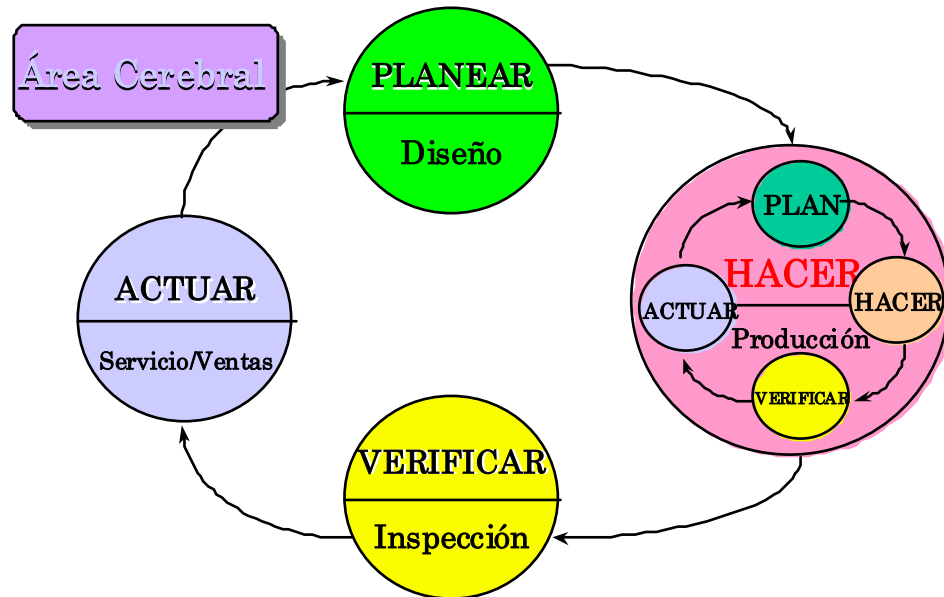 Área Cerebral
PLANEAR
Diseño
PLAN
HACER
HACER
ACTUAR
Producción
VERIFICAR
ACTUAR
Servicio/Ventas
VERIFICAR
Inspección